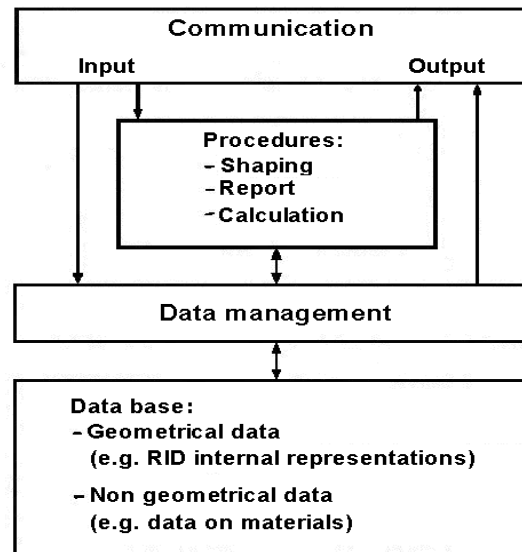 Communication
Input Output
Procedures:
- Shaping
- Report
- Calculation
Data management
Data base:
- Geometrical data
(e.g. RID internal representations)
- Non geometrical data
(e.g. data on materials)